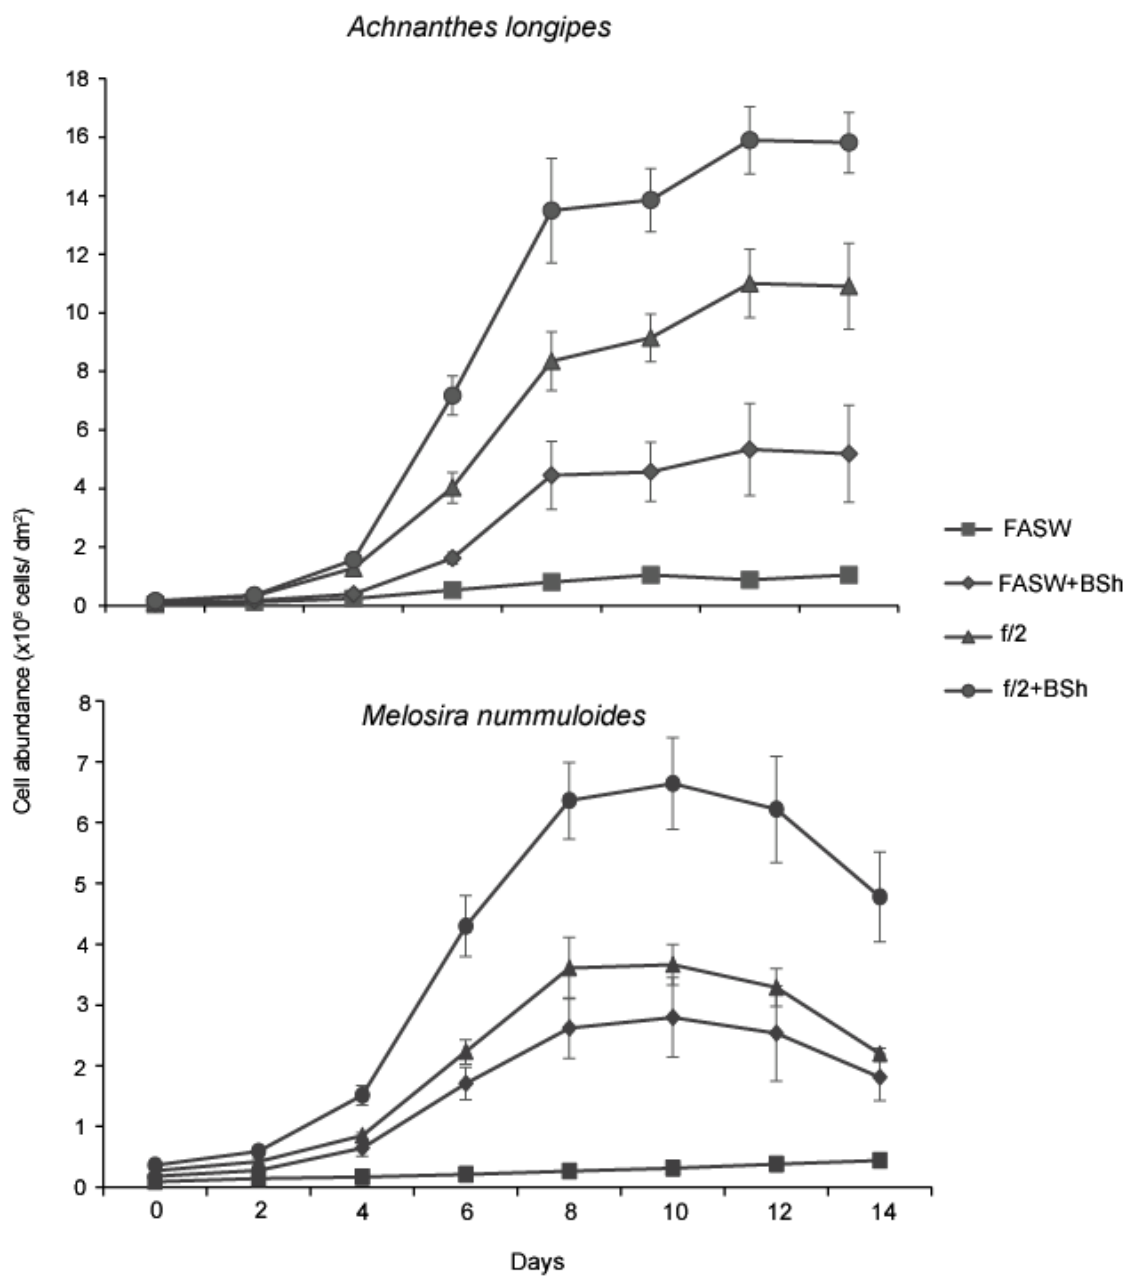 Achnanthes longipes
18
16
14
12
10
8
6
4
2
0
Cell abundance (x10⁶ cells/ dm²)
FASW
FASW+BSh
f/2
f/2+BSh
Melosira nummuloides
8
7
6
5
4
3
2
1
0
0 2 4 6 8 10 12 14
Days